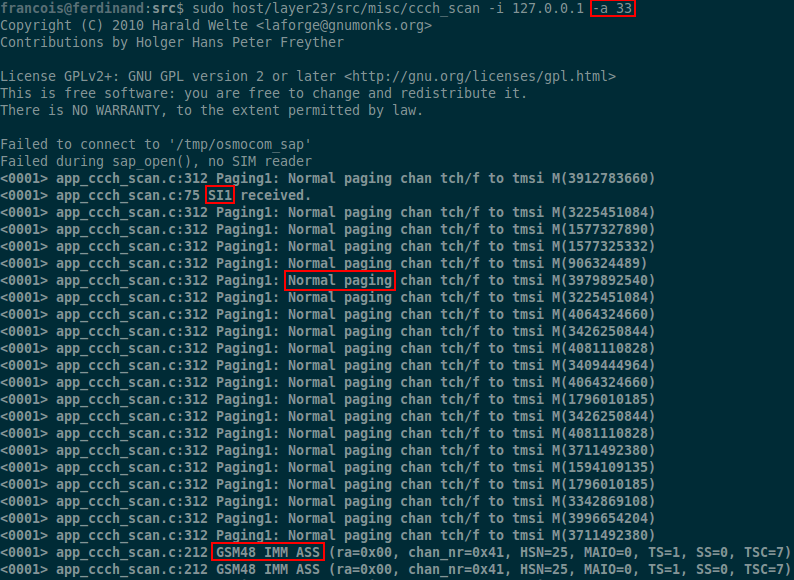 francois@ferdinand:src$ sudo host/layer23/src/misc/ccch_scan -i 127.0.0.1 -a 33
Copyright (C) 2010 Harald Welte <laforge@gnumonks.org>
Contributions by Holger Hans Peter Freyther
License GPLv2+: GNU GPL version 2 or later <http://gnu.org/licenses/gpl.html>
This is free software: you are free to change and redistribute it.
There is NO WARRANTY, to the extent permitted by law.
Failed to connect to '/tmp/osmocom_sap'
Failed during sap_open(), no SIM reader
<0001> app_ccch_scan.c:312 Paging1: Normal paging chan tch/f to tmsi M(3912783660)
<0001> app_ccch_scan.c:75 SI1 received.
<0001> app_ccch_scan.c:312 Paging1: Normal paging chan tch/f to tmsi M(3225451084)
<0001> app_ccch_scan.c:312 Paging1: Normal paging chan tch/f to tmsi M(1577327890)
<0001> app_ccch_scan.c:312 Paging1: Normal paging chan tch/f to tmsi M(1577325332)
<0001> app_ccch_scan.c:312 Paging1: Normal paging chan tch/f to tmsi M(906324489)
<0001> app_ccch_scan.c:312 Paging1: Normal paging chan tch/f to tmsi M(3979892540)
<0001> app_ccch_scan.c:312 Paging1: Normal paging chan tch/f to tmsi M(3225451084)
<0001> app_ccch_scan.c:312 Paging1: Normal paging chan tch/f to tmsi M(4064324660)
<0001> app_ccch_scan.c:312 Paging1: Normal paging chan tch/f to tmsi M(3426250844)
<0001> app_ccch_scan.c:312 Paging1: Normal paging chan tch/f to tmsi M(4081110828)
<0001> app_ccch_scan.c:312 Paging1: Normal paging chan tch/f to tmsi M(3409444964)
<0001> app_ccch_scan.c:312 Paging1: Normal paging chan tch/f to tmsi M(4064324660)
<0001> app_ccch_scan.c:312 Paging1: Normal paging chan tch/f to tmsi M(1796010185)
<0001> app_ccch_scan.c:312 Paging1: Normal paging chan tch/f to tmsi M(3426250844)
<0001> app_ccch_scan.c:312 Paging1: Normal paging chan tch/f to tmsi M(4081110828)
<0001> app_ccch_scan.c:312 Paging1: Normal paging chan tch/f to tmsi M(3711492380)
<0001> app_ccch_scan.c:312 Paging1: Normal paging chan tch/f to tmsi M(1594109135)
<0001> app_ccch_scan.c:312 Paging1: Normal paging chan tch/f to tmsi M(1796010185)
<0001> app_ccch_scan.c:312 Paging1: Normal paging chan tch/f to tmsi M(3342869108)
<0001> app_ccch_scan.c:312 Paging1: Normal paging chan tch/f to tmsi M(3996654204)
<0001> app_ccch_scan.c:312 Paging1: Normal paging chan tch/f to tmsi M(3711492380)
<0001> app_ccch_scan.c:212 GSM48 IMM ASS (ra=0x00, chan_nr=0x41, HSN=25, MAIO=0, TS=1, SS=0, TSC=7)
<0001> app_ccch_scan.c:212 GSM48 IMM ASS (ra=0x00, chan_nr=0x41, HSN=25, MAIO=0, TS=1, SS=0, TSC=7)